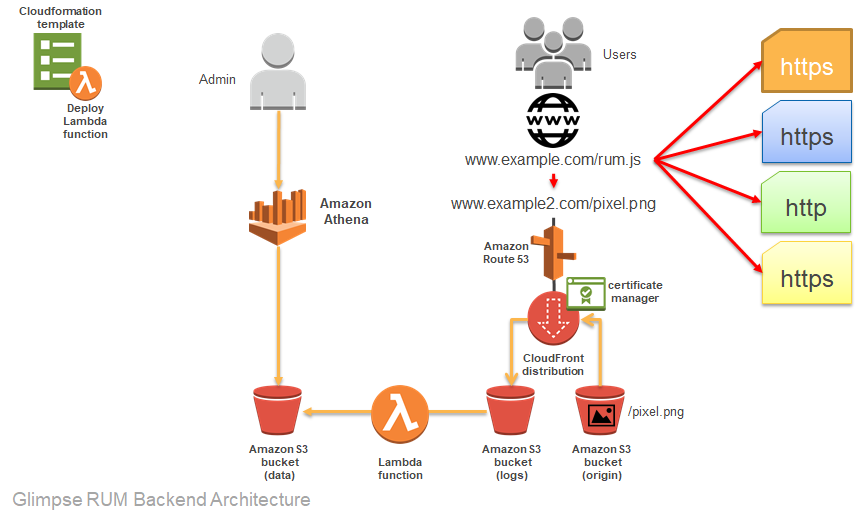 Cloudformation
template
Deploy
Lambda
function
Admin
Users
WWW
www.example.com/rum.js
www.example2.com/pixel.png
https
https
http
https
Amazon
Athena
Amazon
Route 53
certificate
manager
CloudFront
distribution
/pixel.png
Amazon S3
bucket
(data)
Lambda
function
Amazon S3
bucket
(logs)
Amazon S3
bucket
(origin)
Glimpse RUM Backend Architecture